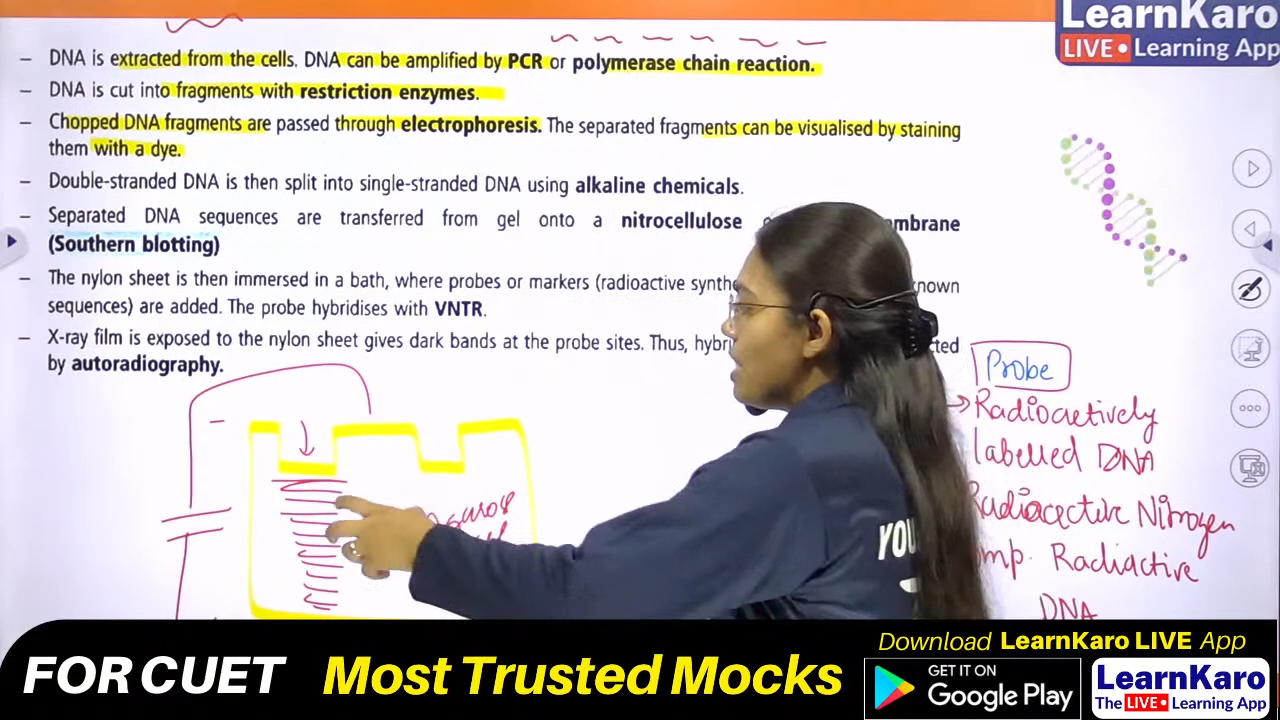 LearnKaro
LIVE • Learning App
– DNA is extracted from the cells. DNA can be amplified by PCR or polymerase chain reaction.
– DNA is cut into fragments with restriction enzymes.
– Chopped DNA fragments are passed through electrophoresis. The separated fragments can be visualised by staining
them with a dye.
– Double-stranded DNA is then split into single-stranded DNA using alkaline chemicals.
– Separated DNA sequences are transferred from gel onto a nitrocellulose
(Southern blotting)
– The nylon sheet is then immersed in a bath, where probes or markers (radioactive
sequences) are added. The probe hybridises with VNTR.
– X-ray film is exposed to the nylon sheet gives dark bands at the probe sites. Thus,
by autoradiography.
Probe
→ Radioactively
labelled DNA
Radioactive Nitrogen
Radiactive
DNA
YOU
FOR CUET Most Trusted Mocks
Download LearnKaro LIVE App
GET IT ON
Google Play
LearnKaro
The LIVE • Learning App